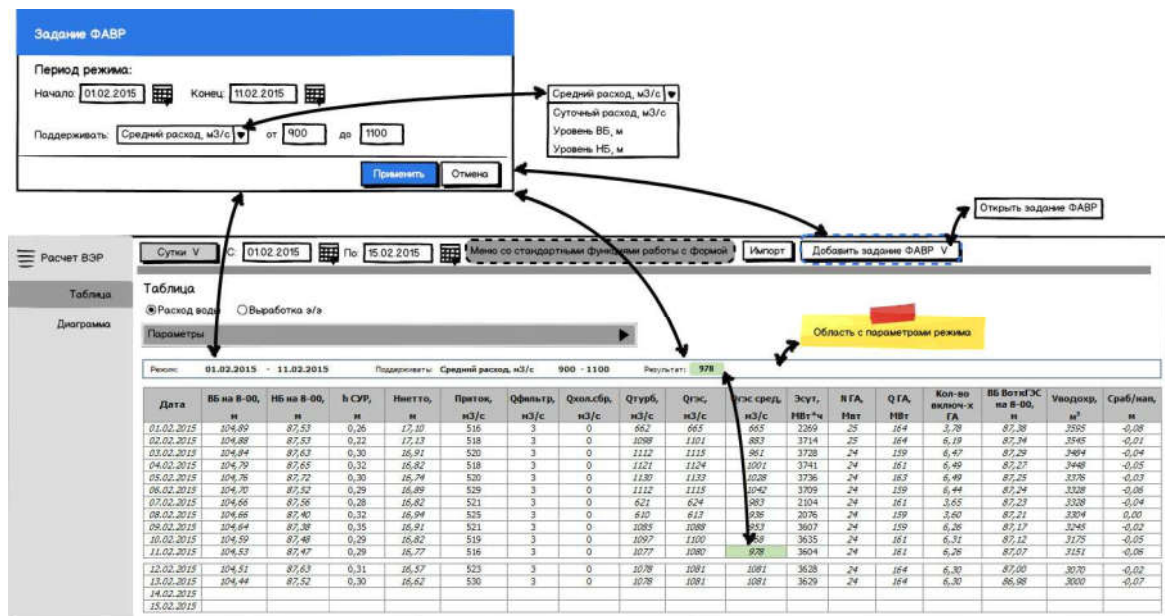 Задание ФАВР
Период режима:
Начало: 01.02.2015 Конец: 11.02.2015
Поддерживать: Средний расход, м3/с от 900 до 1100
Применить Отмена
Средний расход, м3/с
Суточный расход, м3/с
Уровень ВБ, м
Уровень НБ, м
Открыть задание ФАВР
Расчет ВЭР
Таблица
Диаграмма
Сутки V С: 01.02.2015 По: 15.02.2015 Меню со стандартными функциями работы с формой Импорт Добавить задание ФАВР V
Таблица
Расход воды Выработка э/э
Параметры
Область с параметрами режима
Режим: 01.02.2015 - 11.02.2015 Поддерживать: Средний расход, м3/с 900 - 1100 Результат: 978
Дата ВБ на 8-00, м НБ на 8-00, м h СУР, м Ннетто, м Приток, м3/с Qфильтр, м3/с Qхол.сбр, м3/с Qтурб, м3/с Qгэс, м3/с Qгэс сред, м3/с Эсут, МВт*ч N ГА, Мвт Q ГА, МВт Кол-во включ-х ГА ВБ ВоткГЭС на 8-00, м Vводохр, м³ Сраб/нап, м
01.02.2015 104,89 87,53 0,26 17,10 516 3 0 662 665 665 2269 25 164 3,78 87,38 3595 -0,08
02.02.2015 104,88 87,53 0,22 17,13 518 3 0 1098 1101 883 3714 25 164 6,19 87,34 3545 -0,01
03.02.2015 104,84 87,63 0,30 16,91 520 3 0 1112 1115 961 3728 24 159 6,47 87,29 3484 -0,04
04.02.2015 104,79 87,65 0,32 16,82 518 3 0 1121 1124 1001 3741 24 161 6,49 87,27 3448 -0,05
05.02.2015 104,76 87,72 0,30 16,74 520 3 0 1130 1133 1028 3736 24 163 6,49 87,25 3376 -0,03
06.02.2015 104,70 87,52 0,29 16,89 529 3 0 1112 1115 1042 3709 24 159 6,44 87,24 3328 -0,06
07.02.2015 104,66 87,56 0,28 16,82 521 3 0 621 624 983 2104 24 161 3,65 87,23 3328 -0,04
08.02.2015 104,66 87,40 0,32 16,94 525 3 0 610 613 936 2076 24 159 3,60 87,21 3304 0,00
09.02.2015 104,64 87,38 0,35 16,91 521 3 0 1085 1088 953 3607 24 159 6,26 87,17 3245 -0,02
10.02.2015 104,59 87,48 0,29 16,82 519 3 0 1097 1100 3635 24 161 6,31 87,12 3175 -0,05
11.02.2015 104,53 87,47 0,29 16,77 516 3 0 1077 1080 978 3604 24 161 6,26 87,07 3151 -0,06
12.02.2015 104,51 87,63 0,31 16,57 523 3 0 1078 1081 1081 3628 24 164 6,30 87,00 3070 -0,02
13.02.2015 104,44 87,52 0,30 16,62 530 3 0 1078 1081 1081 3629 24 164 6,30 86,98 3000 -0,07
14.02.2015
15.02.2015